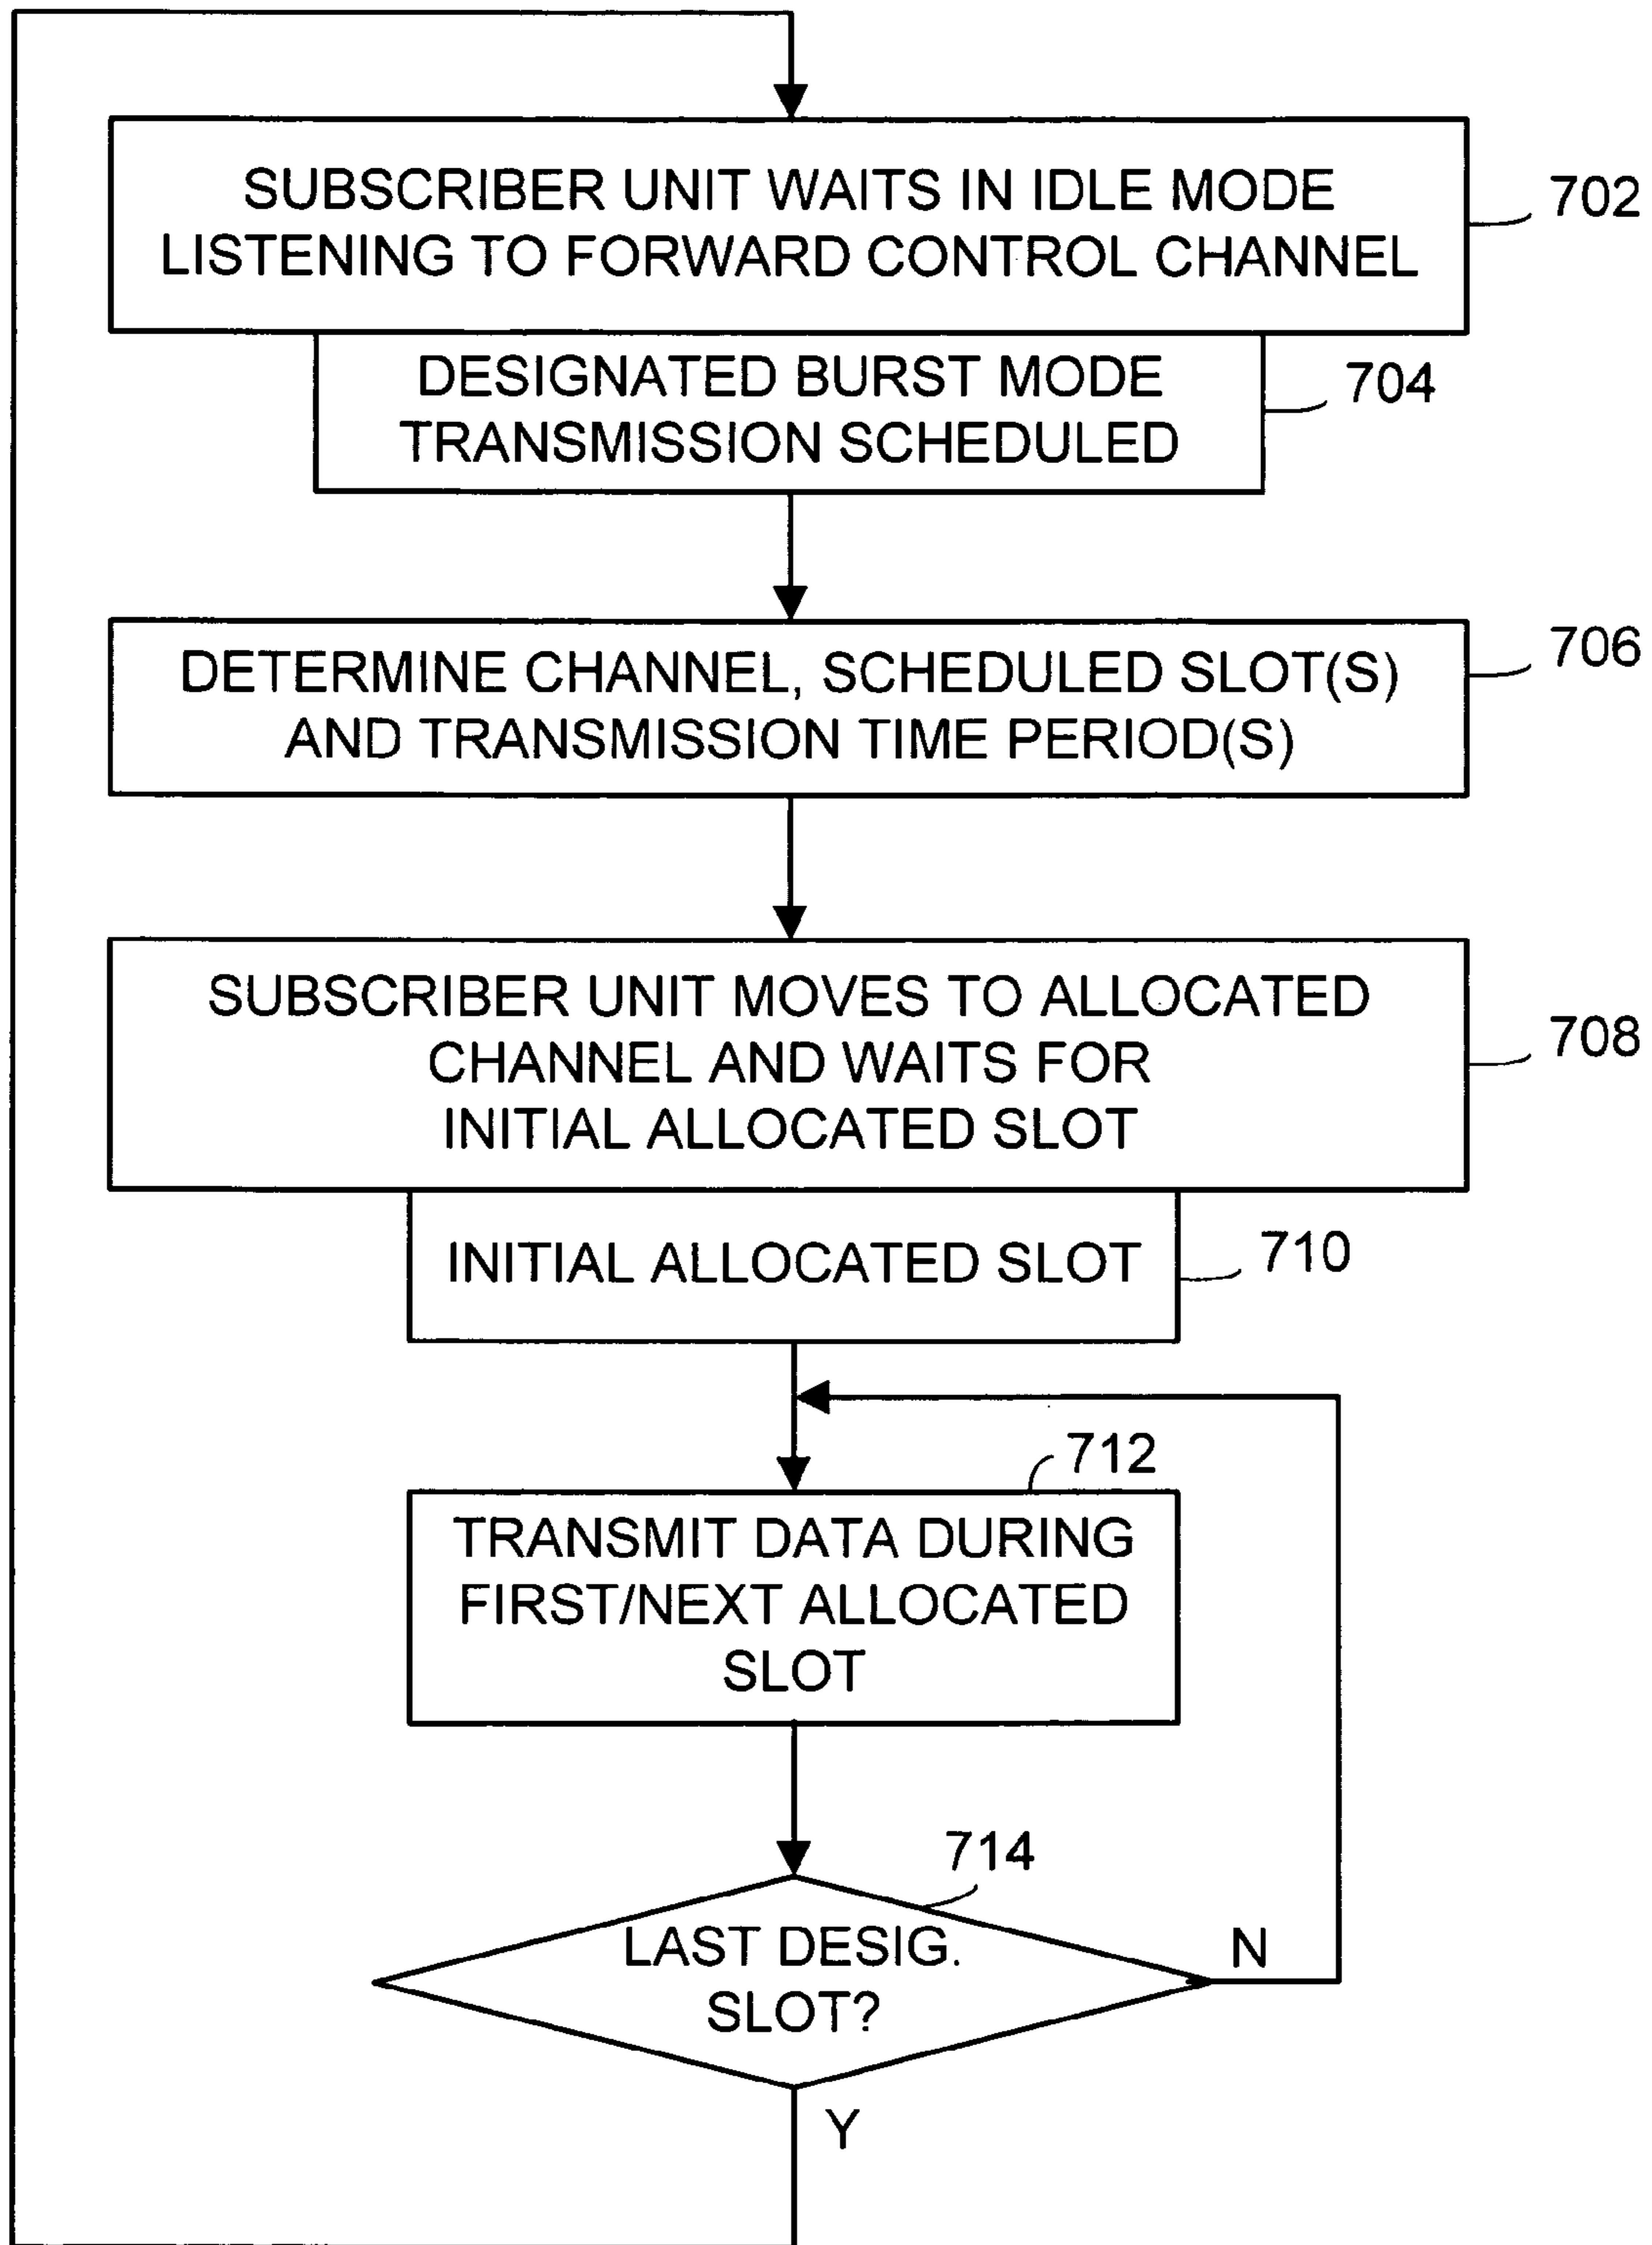 SUBSCRIBER UNIT WAITS IN IDLE MODE
LISTENING TO FORWARD CONTROL CHANNEL
702
DESIGNATED BURST MODE
TRANSMISSION SCHEDULED
704
DETERMINE CHANNEL, SCHEDULED SLOT(S)
AND TRANSMISSION TIME PERIOD(S)
706
SUBSCRIBER UNIT MOVES TO ALLOCATED
CHANNEL AND WAITS FOR
INITIAL ALLOCATED SLOT
708
INITIAL ALLOCATED SLOT
710
712
TRANSMIT DATA DURING
FIRST/NEXT ALLOCATED
SLOT
714
LAST DESIG.
SLOT?
N
Y